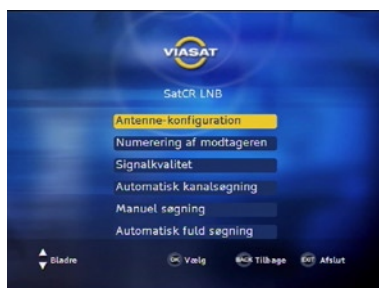 VIASAT
SatCR LNB
Antenne-konfiguration
Numerering af modtageren
Signalkvalitet
Automatisk kanalsøgning
Manuel søgning
Automatisk fuld søgning
Bladre OK Vælg BACK Tilbage EXIT Afslut